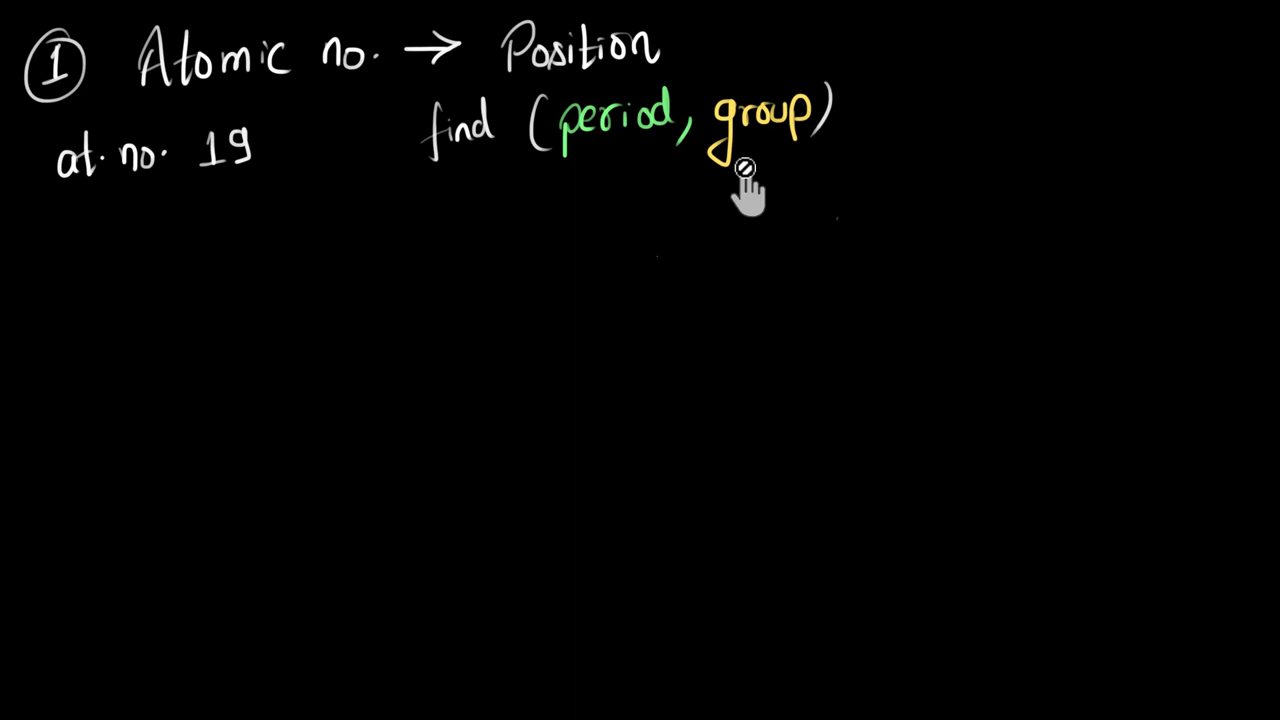 ① Atomic no. → Position
find (period, group)
at. no. 19